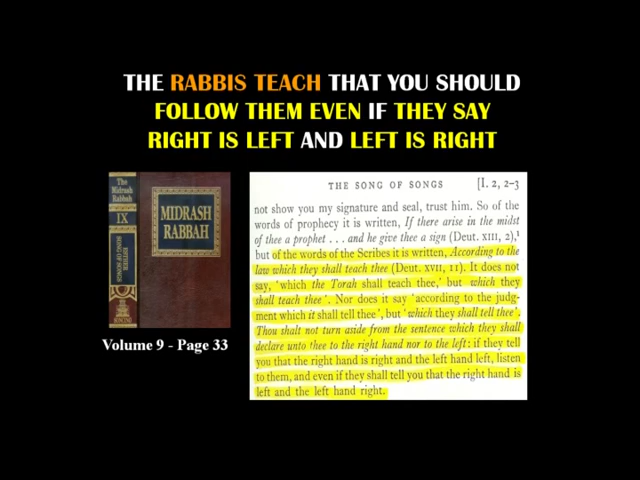 THE RABBIS TEACH THAT YOU SHOULD
FOLLOW THEM EVEN IF THEY SAY
RIGHT IS LEFT AND LEFT IS RIGHT
The
Midrash
Rabbah
IX
SONG OF SONGS
SONCINO
MIDRASH
RABBAH
Volume 9 - Page 33
THE SONG OF SONGS [I. 2, 2-3
not show you my signature and seal, trust him. So of the
words of prophecy it is written, If there arise in the midst
of thee a prophet . . . and he give thee a sign (Deut. XIII, 2),¹
but of the words of the Scribes it is written, According to the
law which they shall teach thee (Deut. XVII, 11). It does not
say, 'which the Torah shall teach thee,' but which they
shall teach thee'. Nor does it say 'according to the judg-
ment which it shall tell thee', but 'which they shall tell thee'.
Thou shalt not turn aside from the sentence which they shall
declare unto thee to the right hand nor to the left: if they tell
you that the right hand is right and the left hand left, listen
to them, and even if they shall tell you that the right hand is
left and the left hand right.